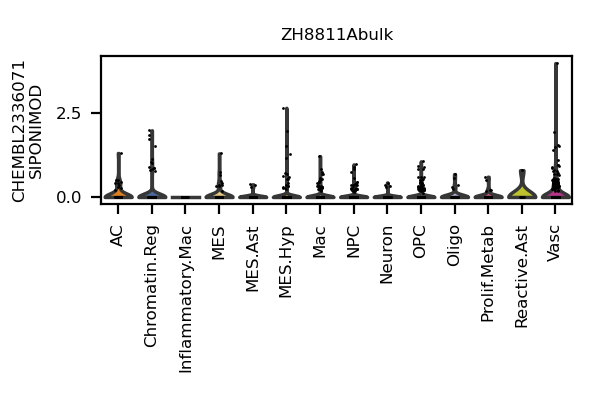 ZH8811Abulk
CHEMBL2336071
SIPONIMOD
2.5
0.0
AC
Chromatin.Reg
Inflammatory.Mac
MES
MES.Ast
MES.Hyp
Mac
NPC
Neuron
OPC
Oligo
Prolif.Metab
Reactive.Ast
Vasc